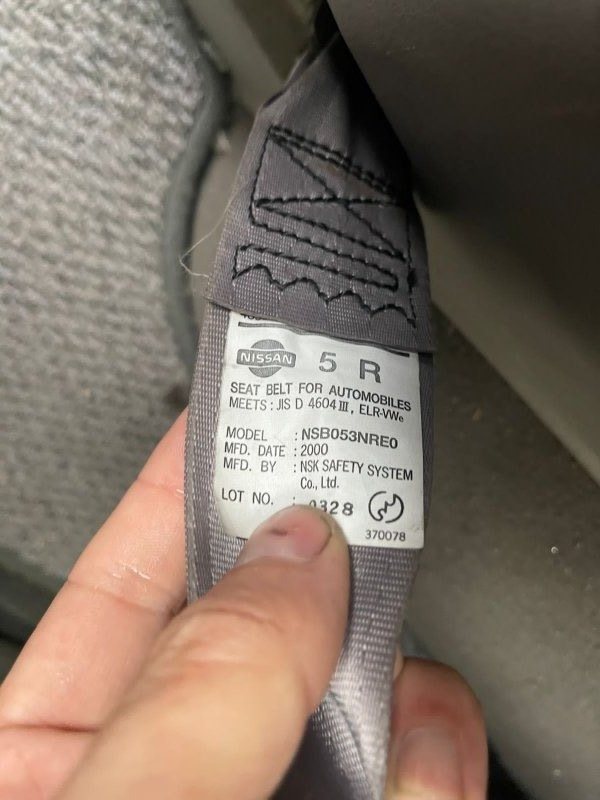 NISSAN 5 R
SEAT BELT FOR AUTOMOBILES
MEETS : JIS D 4604 III, ELR-VWe
MODEL : NSB053NRE0
MFD. DATE : 2000
MFD. BY : NSK SAFETY SYSTEM
Co., Ltd.
LOT NO. : 0328
370078